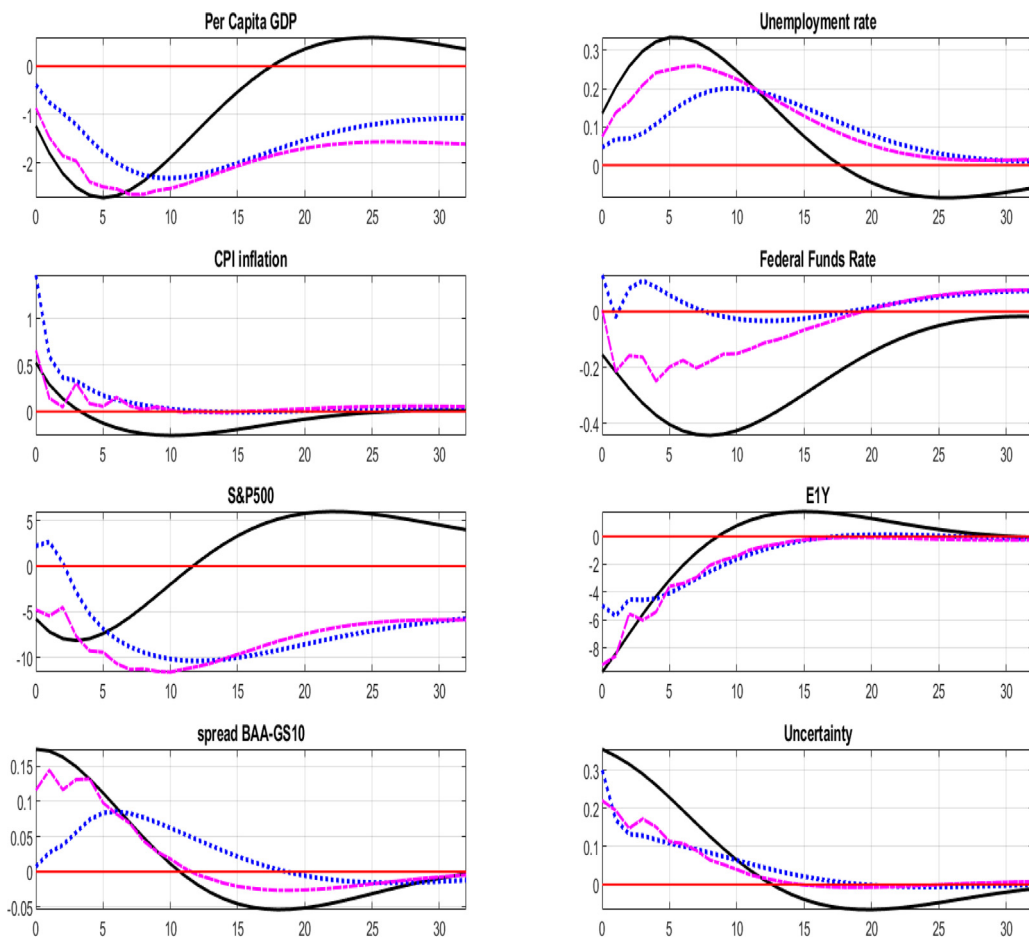 Per Capita GDP
0
-1
-2
0 5 10 15 20 25 30
Unemployment rate
0.3
0.2
0.1
0
0 5 10 15 20 25 30
CPI inflation
1
0.5
0
0 5 10 15 20 25 30
Federal Funds Rate
0
-0.2
-0.4
0 5 10 15 20 25 30
S&P500
5
0
-5
-10
0 5 10 15 20 25 30
E1Y
0
-2
-4
-6
-8
0 5 10 15 20 25 30
spread BAA-GS10
0.15
0.1
0.05
0
-0.05
0 5 10 15 20 25 30
Uncertainty
0.3
0.2
0.1
0
0 5 10 15 20 25 30